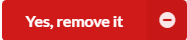 Yes, remove it